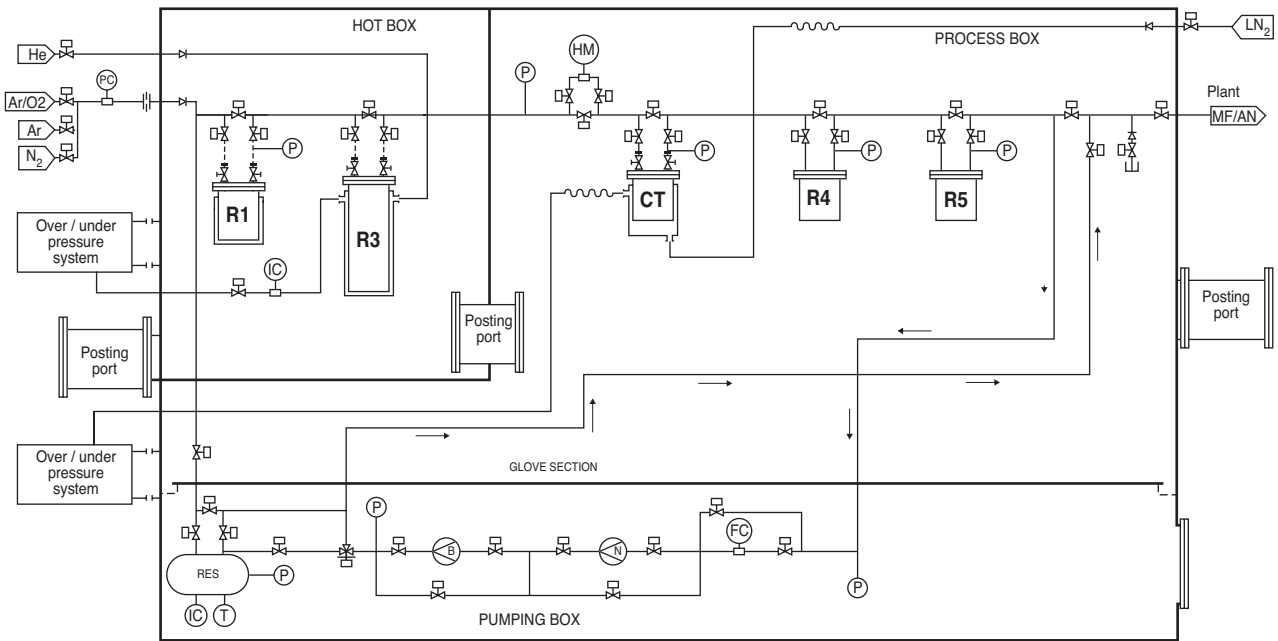 HOT BOX
PROCESS BOX
He
HM
LN2
P
PC
Ar/O2
Plant
MF/AN
Ar
N2
P
P
P
P
R1
R3
CT
R4
R5
Over / under
pressure
system
IC
Posting
port
Posting
port
Posting
port
Over / under
pressure
system
GLOVE SECTION
P
B
N
FC
RES
P
P
IC
T
PUMPING BOX